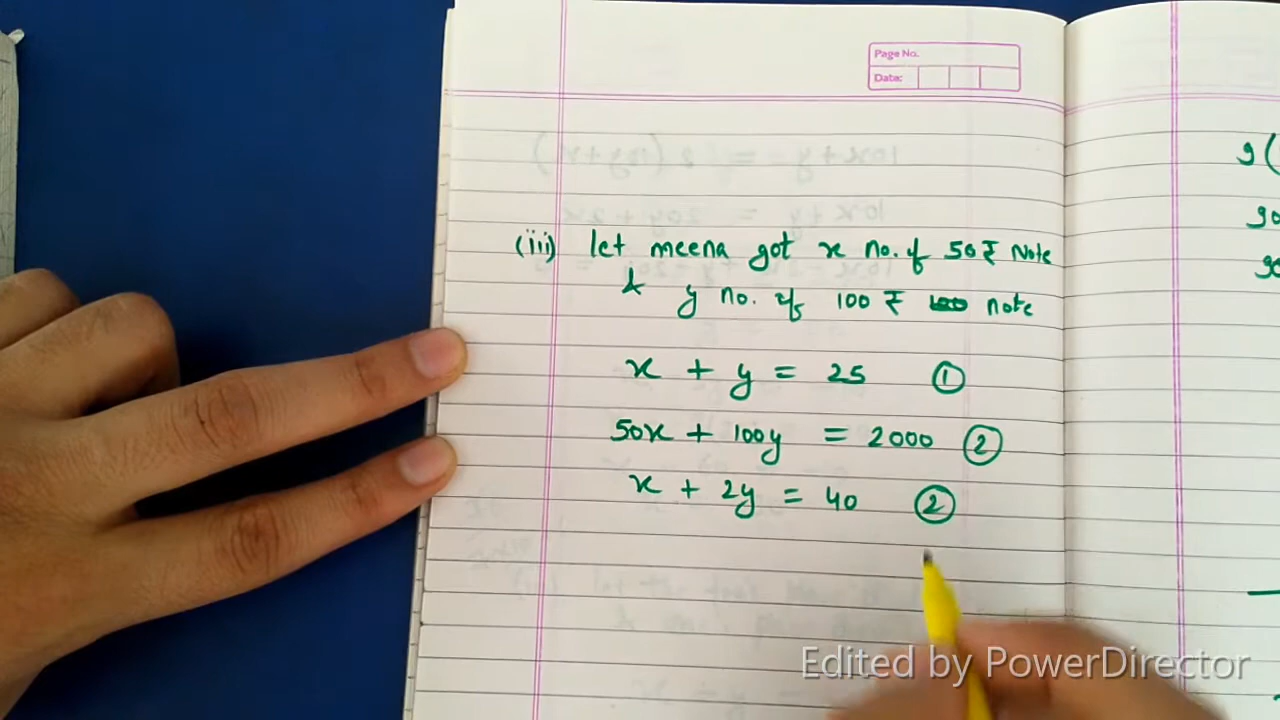 Page No.
Date:
(iii) let meena got x no. of 50 ₹ Note
& y no. of 100 ₹ note
x + y = 25 ①
50x + 100y = 2000 ②
x + 2y = 40 ②
Edited by PowerDirector